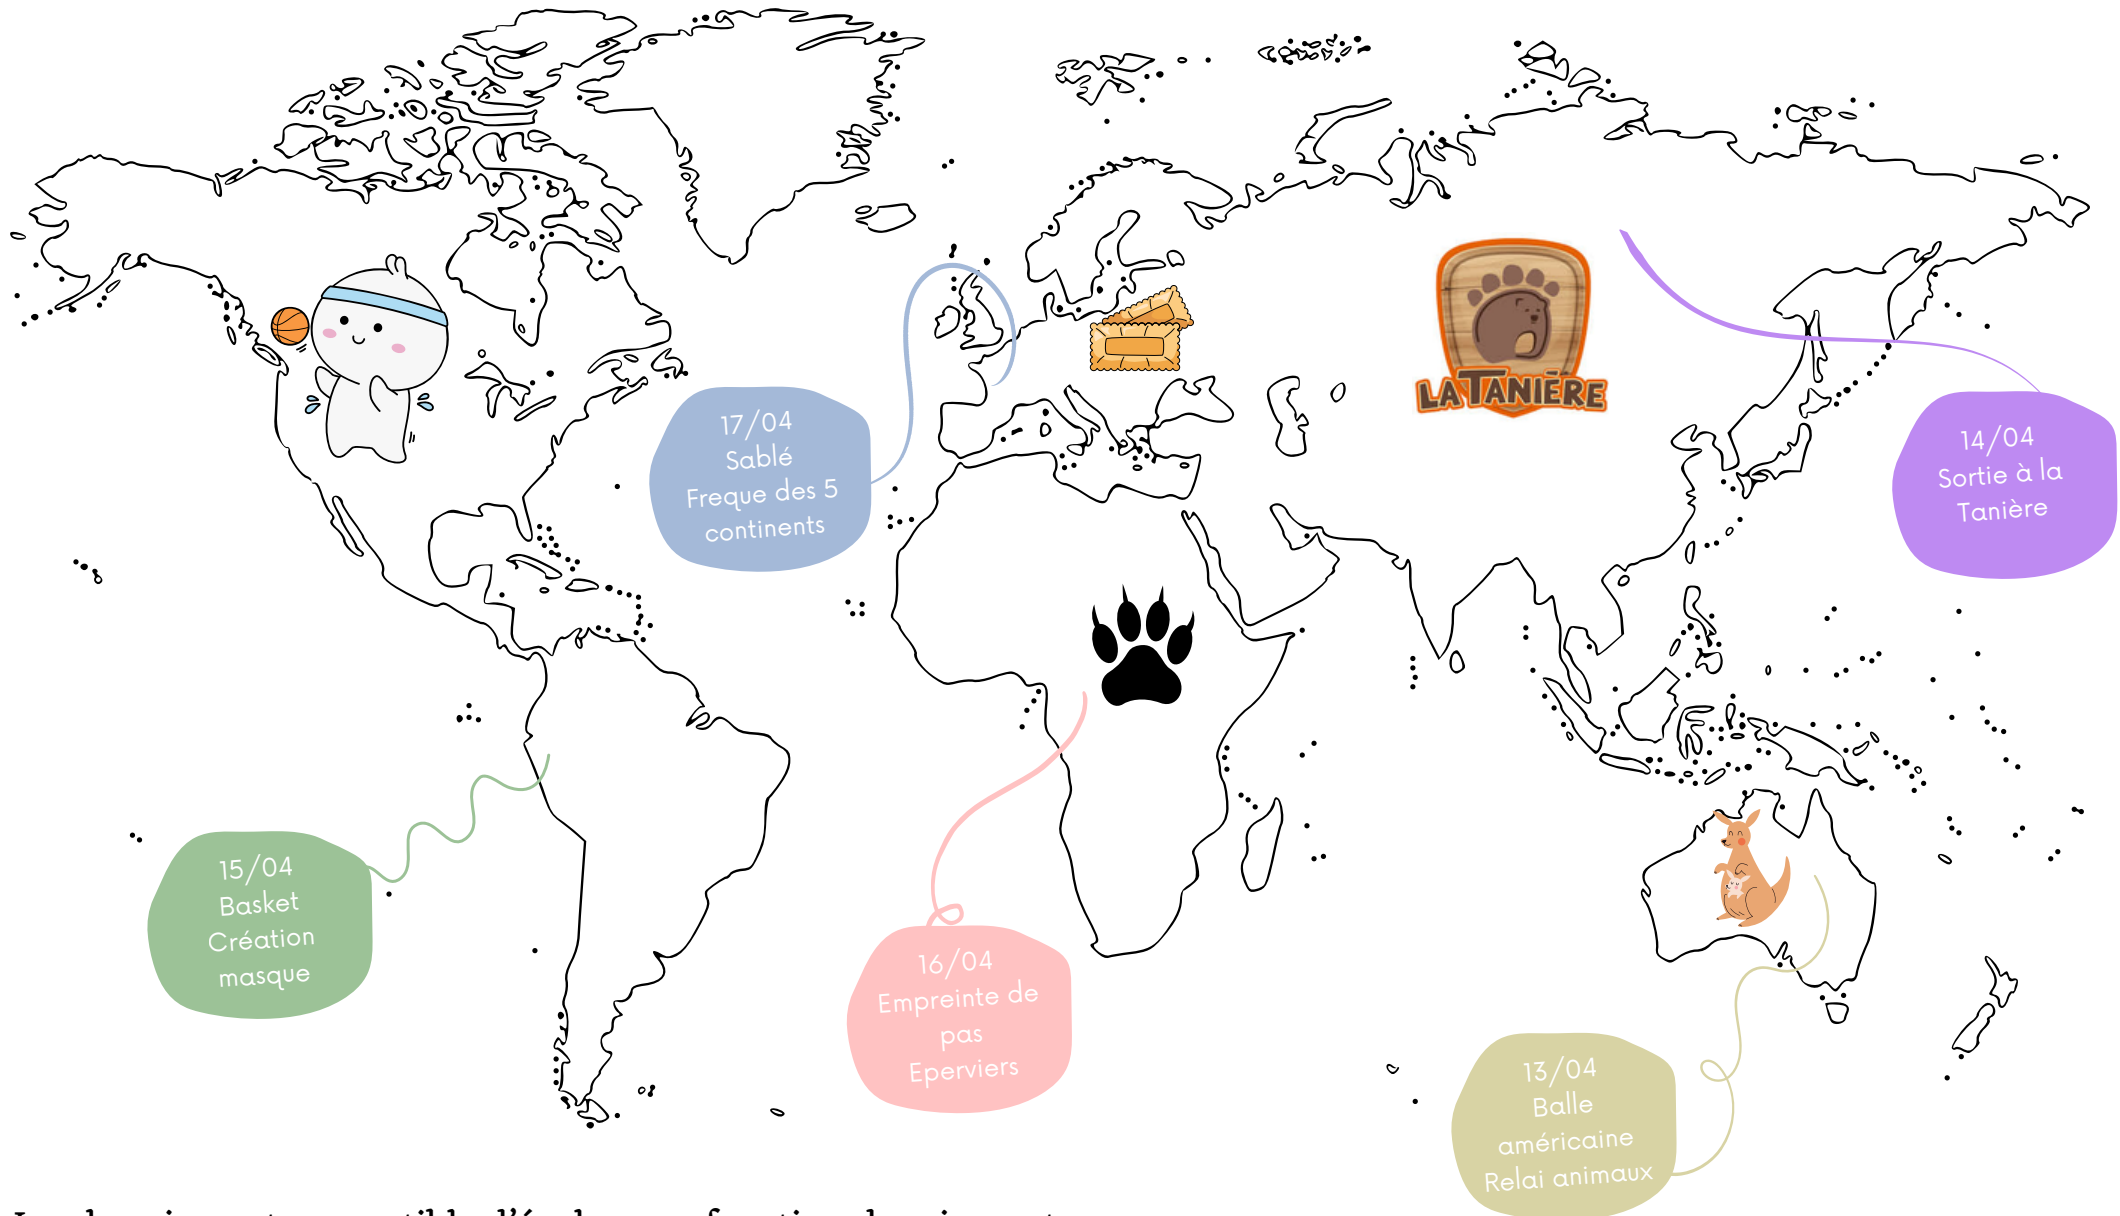 LA TANIÈRE
17/04
Sablé
Freque des 5
continents
14/04
Sortie à la
Tanière
15/04
Basket
Création
masque
16/04
Empreinte de
pas
Eperviers
13/04
Balle
américaine
Relai animaux